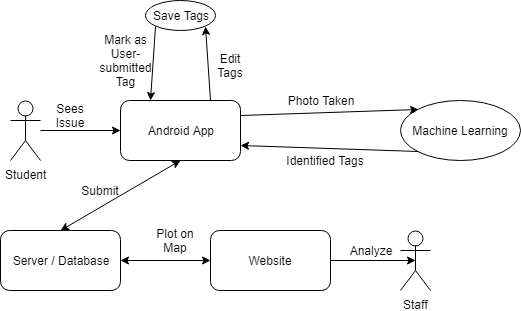 Save Tags
Mark as
User-
submitted
Tag
Edit
Tags
Sees
Issue
Android App
Photo Taken
Machine Learning
Identified Tags
Student
Submit
Server / Database
Plot on
Map
Website
Analyze
Staff